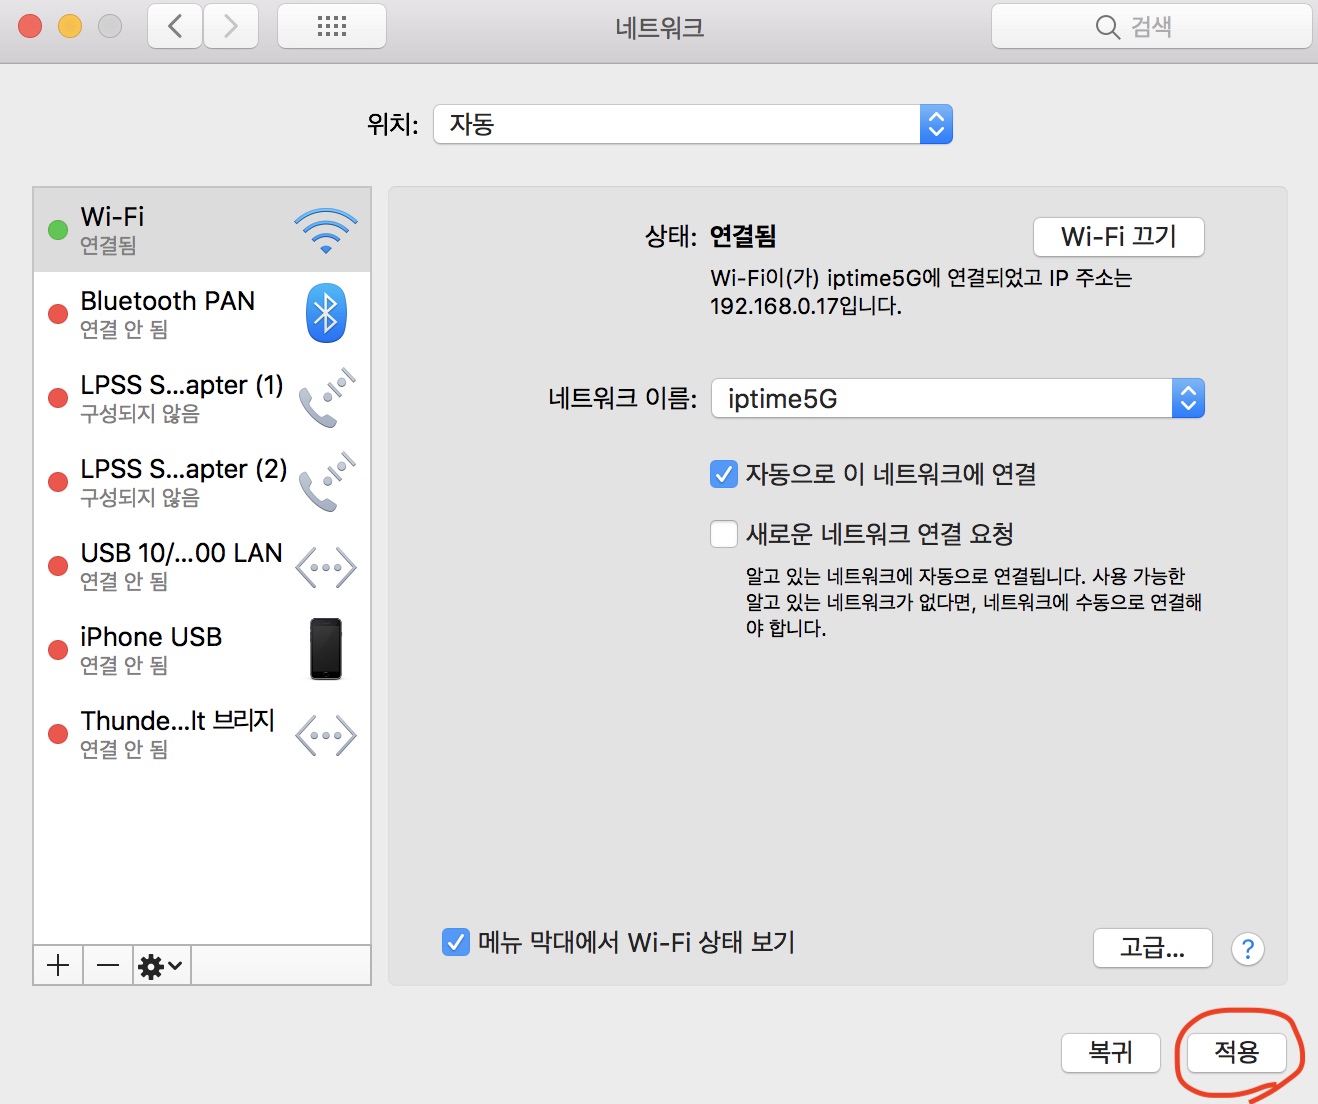 네트워크
검색
위치:
자동
Wi-Fi
연결됨
Bluetooth PAN
연결 안 됨
LPSS S...apter (1)
구성되지 않음
LPSS S...apter (2)
구성되지 않음
USB 10/...00 LAN
연결 안 됨
iPhone USB
연결 안 됨
Thunde...lt 브리지
연결 안 됨
상태: 연결됨
Wi-Fi 끄기
Wi-Fi이(가) iptime5G에 연결되었고 IP 주소는
192.168.0.17입니다.
네트워크 이름: iptime5G
자동으로 이 네트워크에 연결
새로운 네트워크 연결 요청
알고 있는 네트워크에 자동으로 연결됩니다. 사용 가능한
알고 있는 네트워크가 없다면, 네트워크에 수동으로 연결해
야 합니다.
메뉴 막대에서 Wi-Fi 상태 보기
고급...
?
복귀
적용